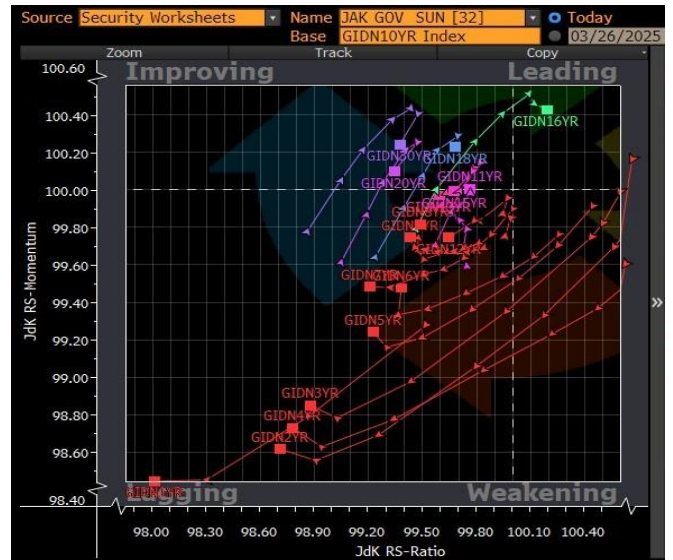 Source Security Worksheets Name JAK GOV SUN [32] Today
Base GIDN10YR Index 03/26/2025
Zoom Track Copy
Improving Leading
GIDN16YR
GIDN30YR GIDN18YR
GIDN20YR GIDN11YR
GIDN12YR
GIDN7YR GIDN6YR
GIDN5YR
GIDN3YR
GIDN4YR
GIDN2YR
Lagging Weakening
100.60
100.40
100.20
100.00
99.80
99.60
99.40
99.20
99.00
98.80
98.60
98.40
JdK RS-Momentum
98.00 98.30 98.60 98.90 99.20 99.50 99.80 100.10 100.40
JdK RS-Ratio
»